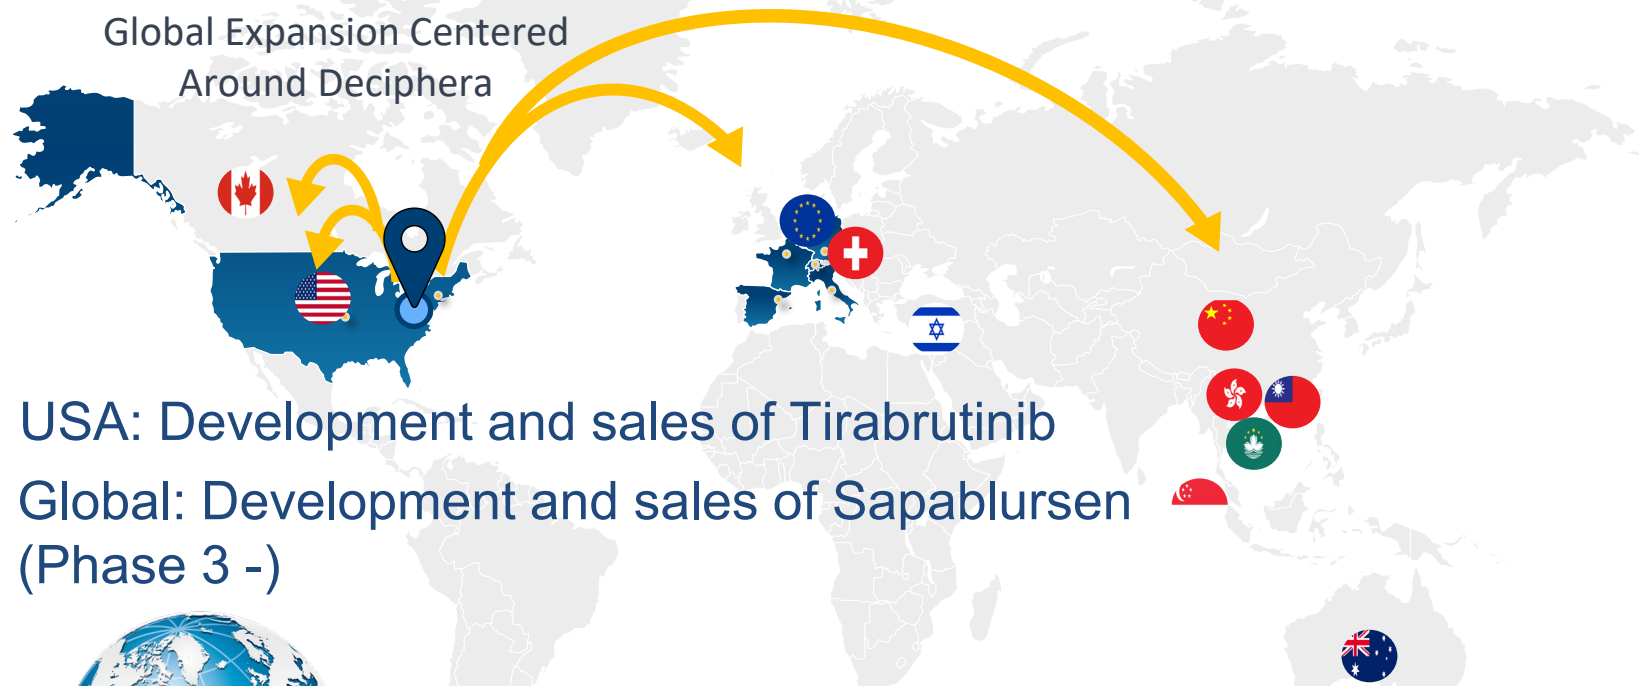 Global Expansion Centered
Around Deciphera
USA: Development and sales of Tirabrutinib
Global: Development and sales of Sapablursen
(Phase 3 -)